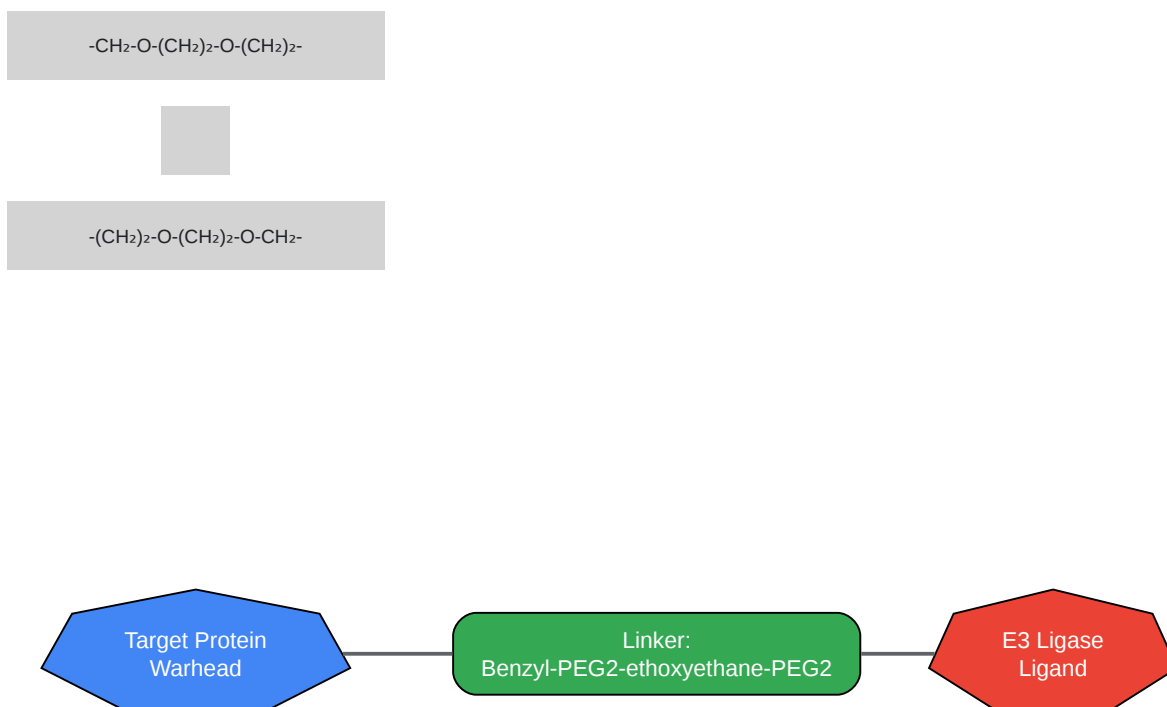 -CH₂-O-(CH₂)₂-O-(CH₂)₂-
-(CH₂)₂-O-(CH₂)₂-O-CH₂-
Target Protein
Warhead
Linker:
Benzyl-PEG2-ethoxyethane-PEG2
E3 Ligase
Ligand